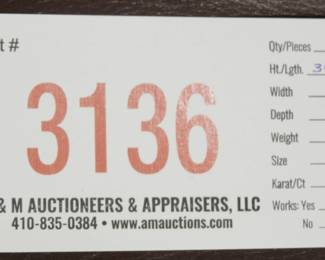 t #
3136
& M AUCTIONEERS & APPRAISERS, LLC
410-835-0384 • www.amauctions.com
Qty/Pieces
Ht./Lgth.
Width
Depth
Weight
Size
Karat/Ct
Works: Yes
No